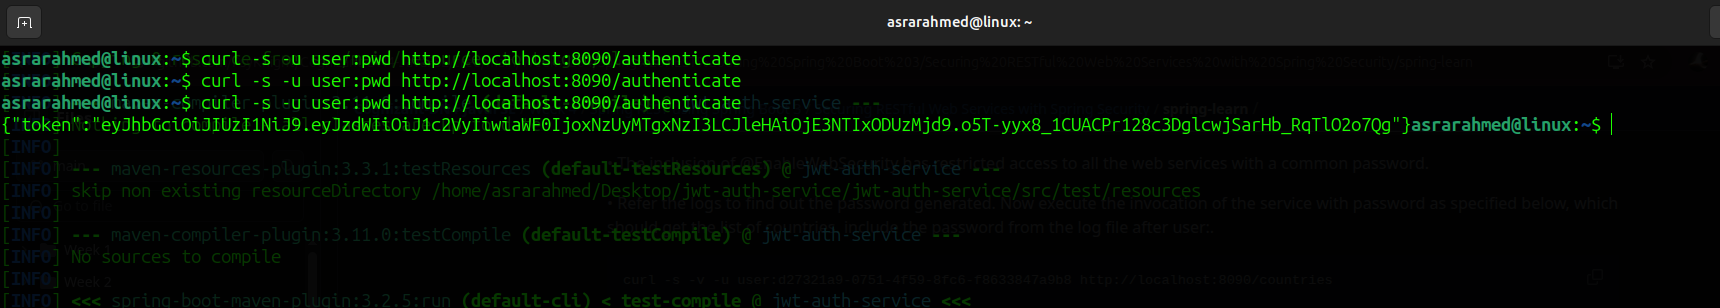 asrarahmed@linux: ~
asrarahmed@linux:~$ curl -s -u user:pwd http://localhost:8090/authenticate
asrarahmed@linux:~$ curl -s -u user:pwd http://localhost:8090/authenticate
asrarahmed@linux:~$ curl -s -u user:pwd http://localhost:8090/authenticate
{"token":"eyJhbGciOiJIUzI1NiJ9.eyJzdWIiOiJ1c2VyIiwiaWF0IjoxNzUyMTgxNzI3LCJleHAiOjE3NTIxODUzMjd9.o5T-yyx8_1CUACPr128c3DglcwjSarHb_RqTlO2o7Qg"}asrarahmed@linux:~$
[INFO]
[INFO] --- maven-resources-plugin:3.3.1:testResources (default-testResources) @ jwt-auth-service ---
[INFO] skip non existing resourceDirectory /home/asrarahmed/Desktop/jwt-auth-service/jwt-auth-service/src/test/resources
[INFO]
[INFO] --- maven-compiler-plugin:3.11.0:testCompile (default-testCompile) @ jwt-auth-service ---
[INFO] No sources to compile
[INFO]
[INFO] <<< spring-boot-maven-plugin:3.2.5:run (default-cli) < test-compile @ jwt-auth-service <<<